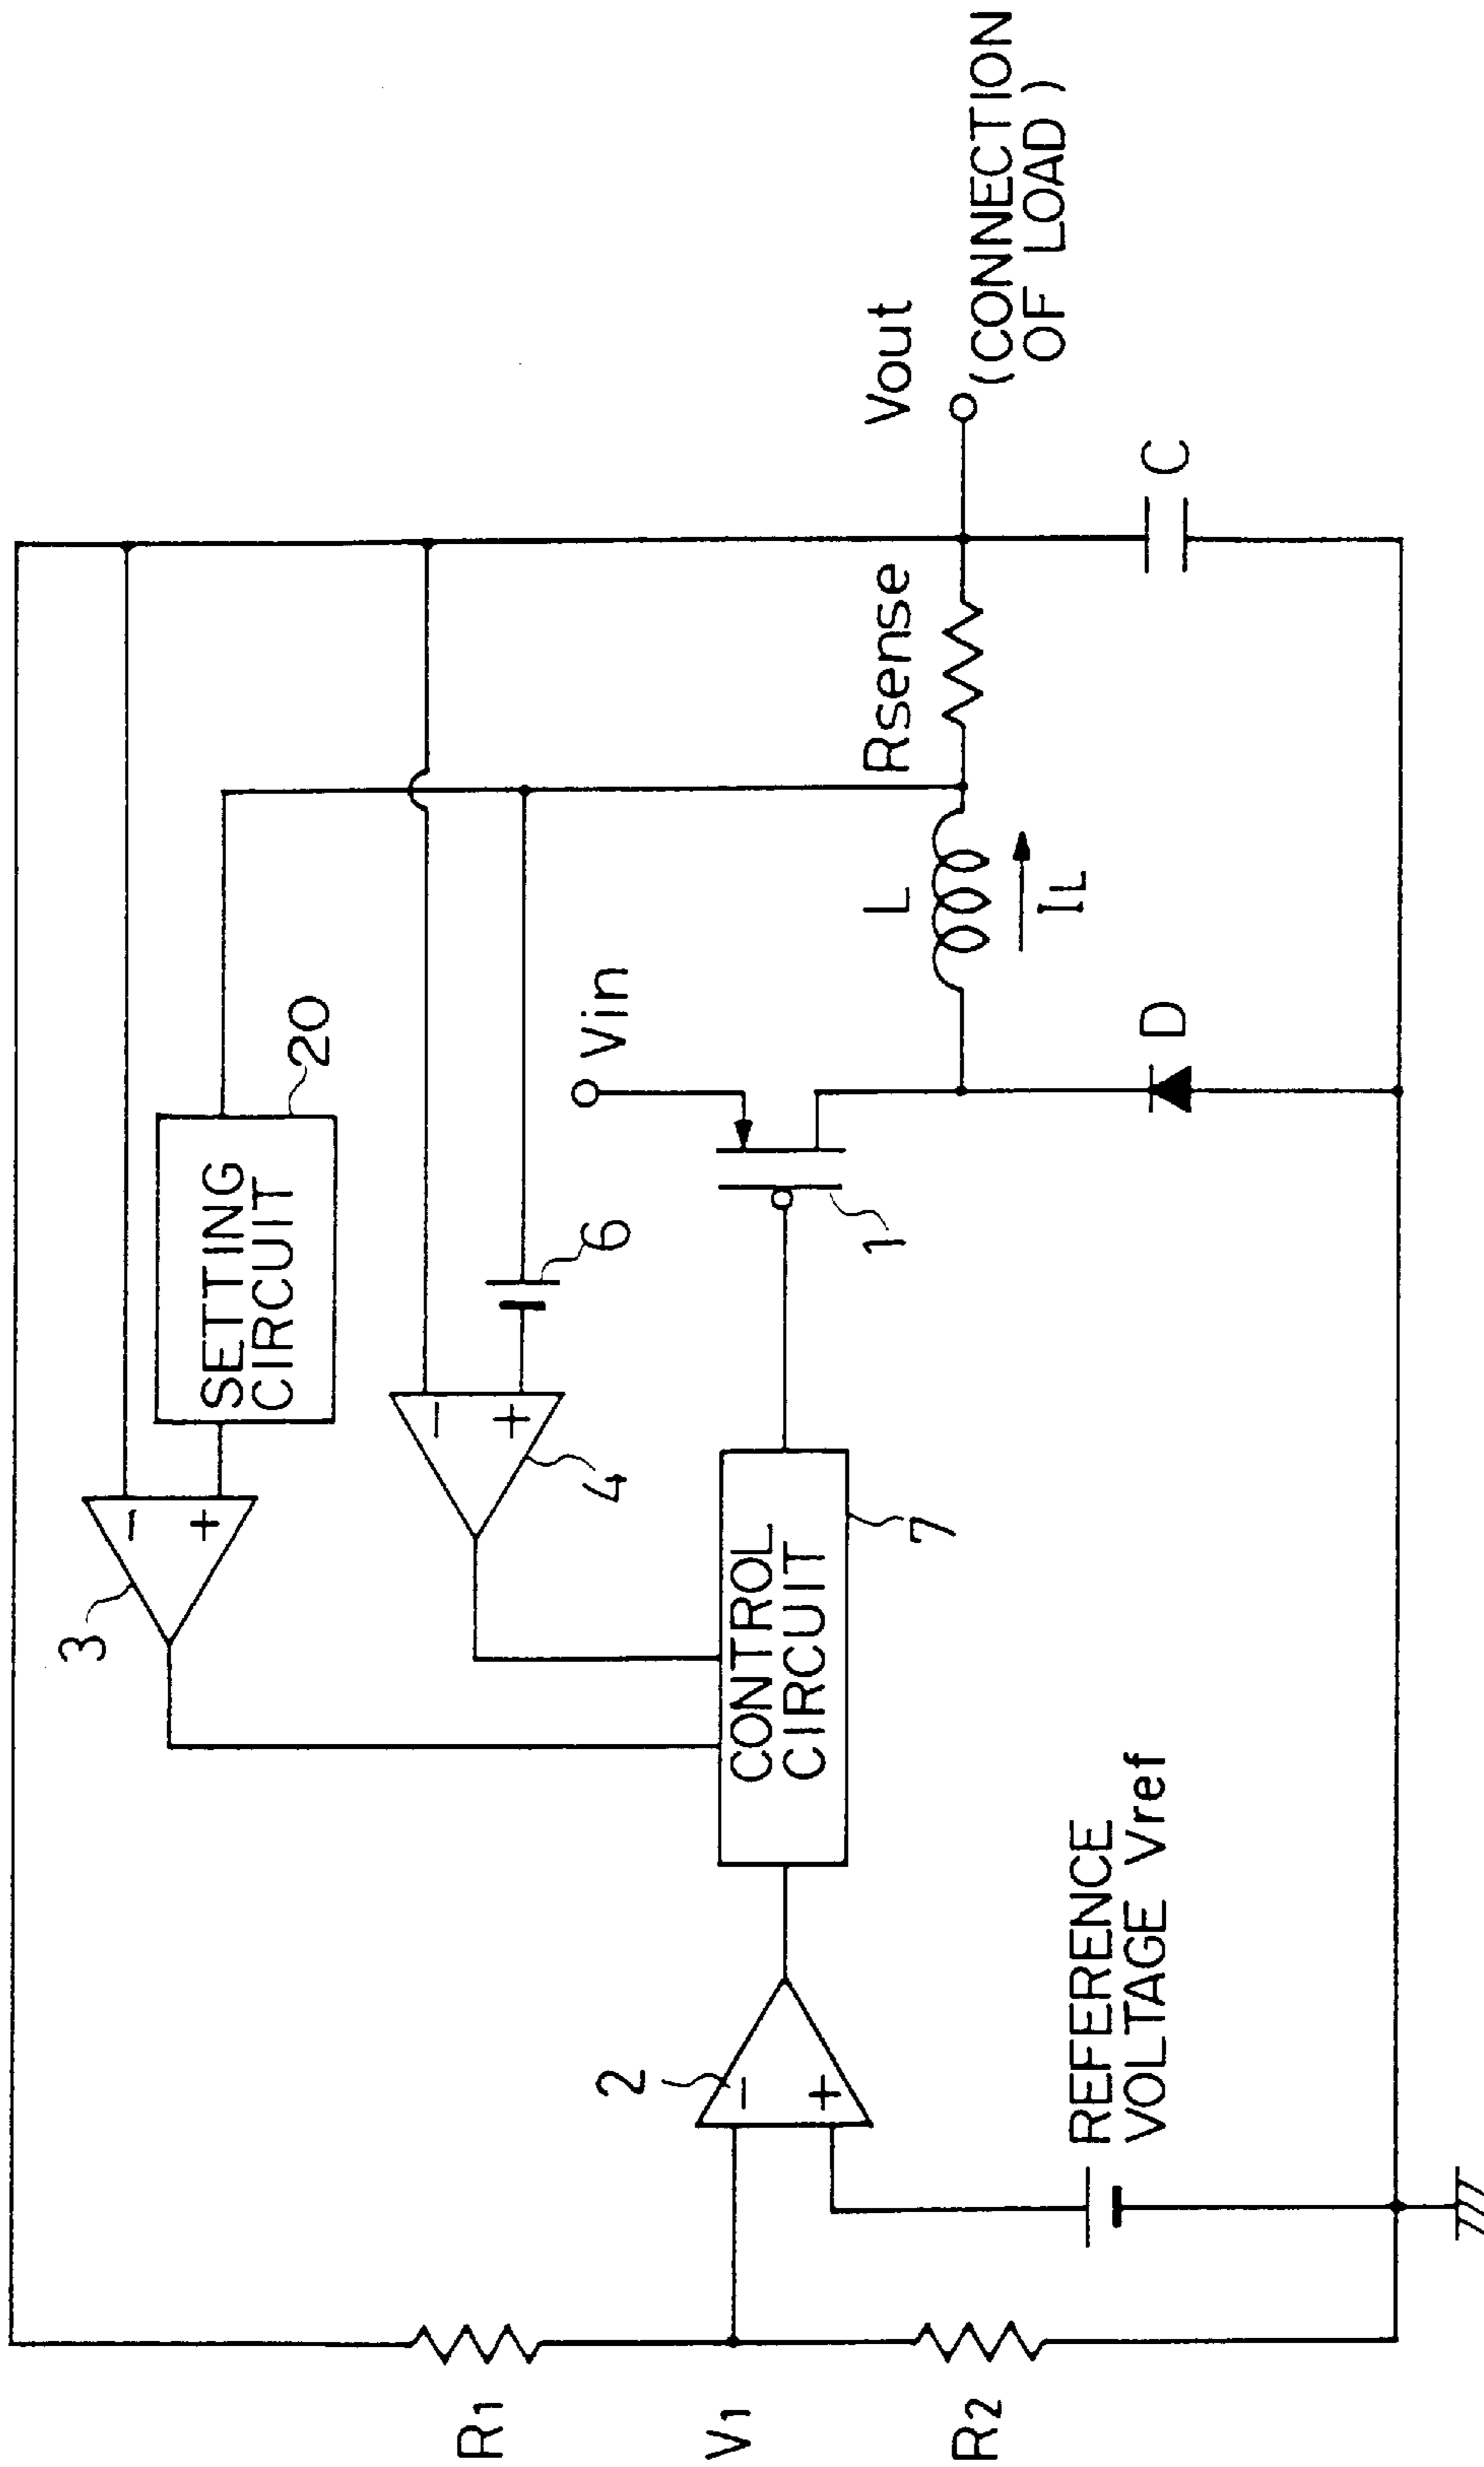 3
SETTING
CIRCUIT
20
−
+
4
−
+
6
Vin
Vout
(CONNECTION
OF LOAD)
R1
V1
R2
2
−
+
CONTROL
CIRCUIT
7
1
L
IL
Rsense
D
C
REFERENCE
VOLTAGE Vref